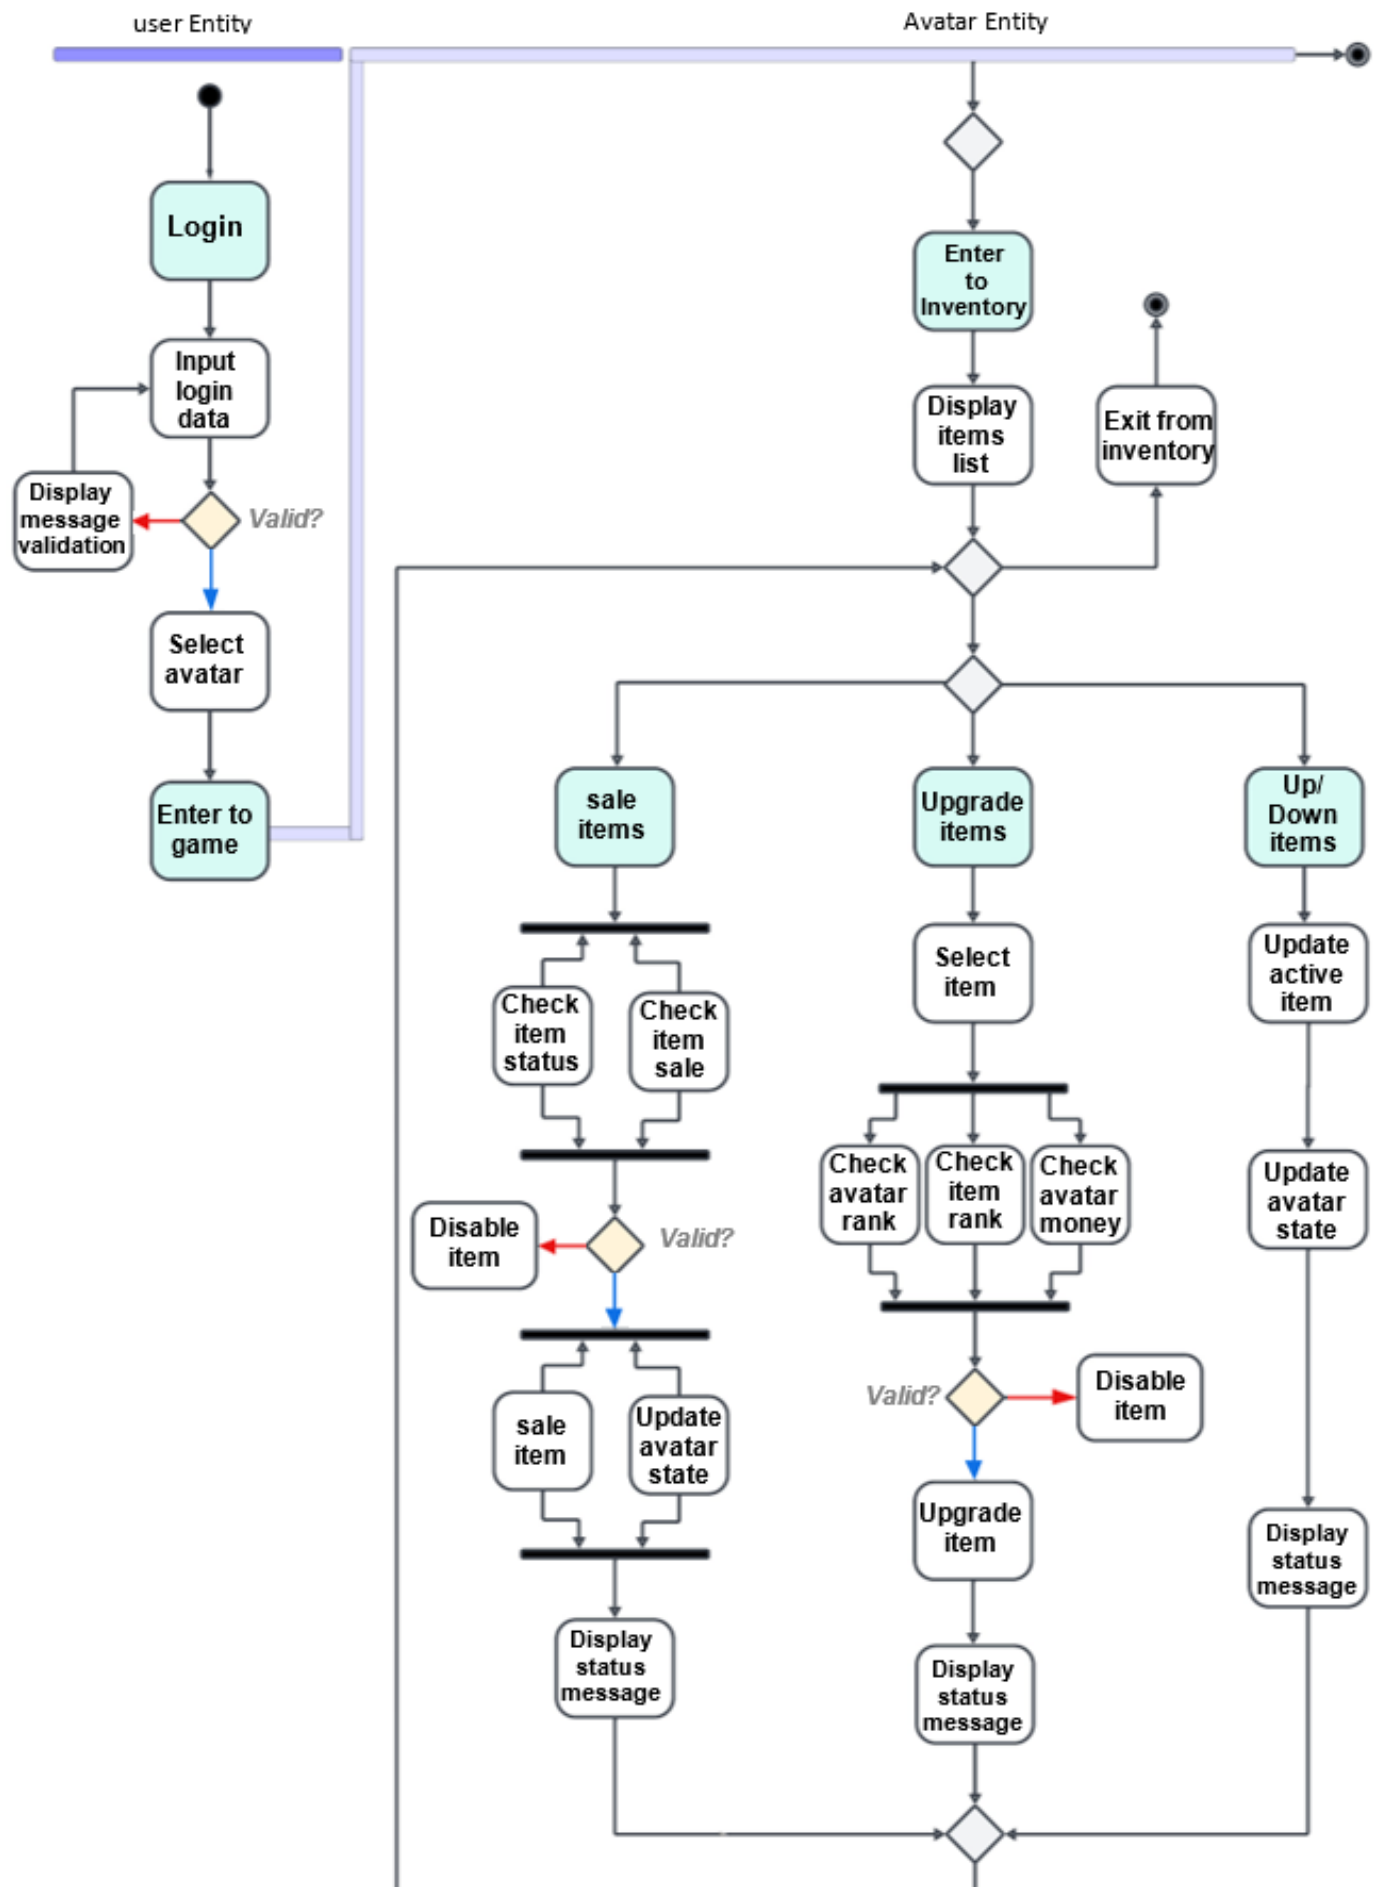 user Entity
Avatar Entity
Login
Input
login
data
Display
message
validation
Valid?
Select
avatar
Enter to
game
Enter
to
Inventory
Display
items
list
Exit from
inventory
sale
items
Check
item
status
Check
item
sale
Disable
item
Valid?
sale
item
Update
avatar
state
Display
status
message
Upgrade
items
Select
item
Check
avatar
rank
Check
item
rank
Check
avatar
money
Valid?
Disable
item
Upgrade
item
Display
status
message
Up/
Down
items
Update
active
item
Update
avatar
state
Display
status
message